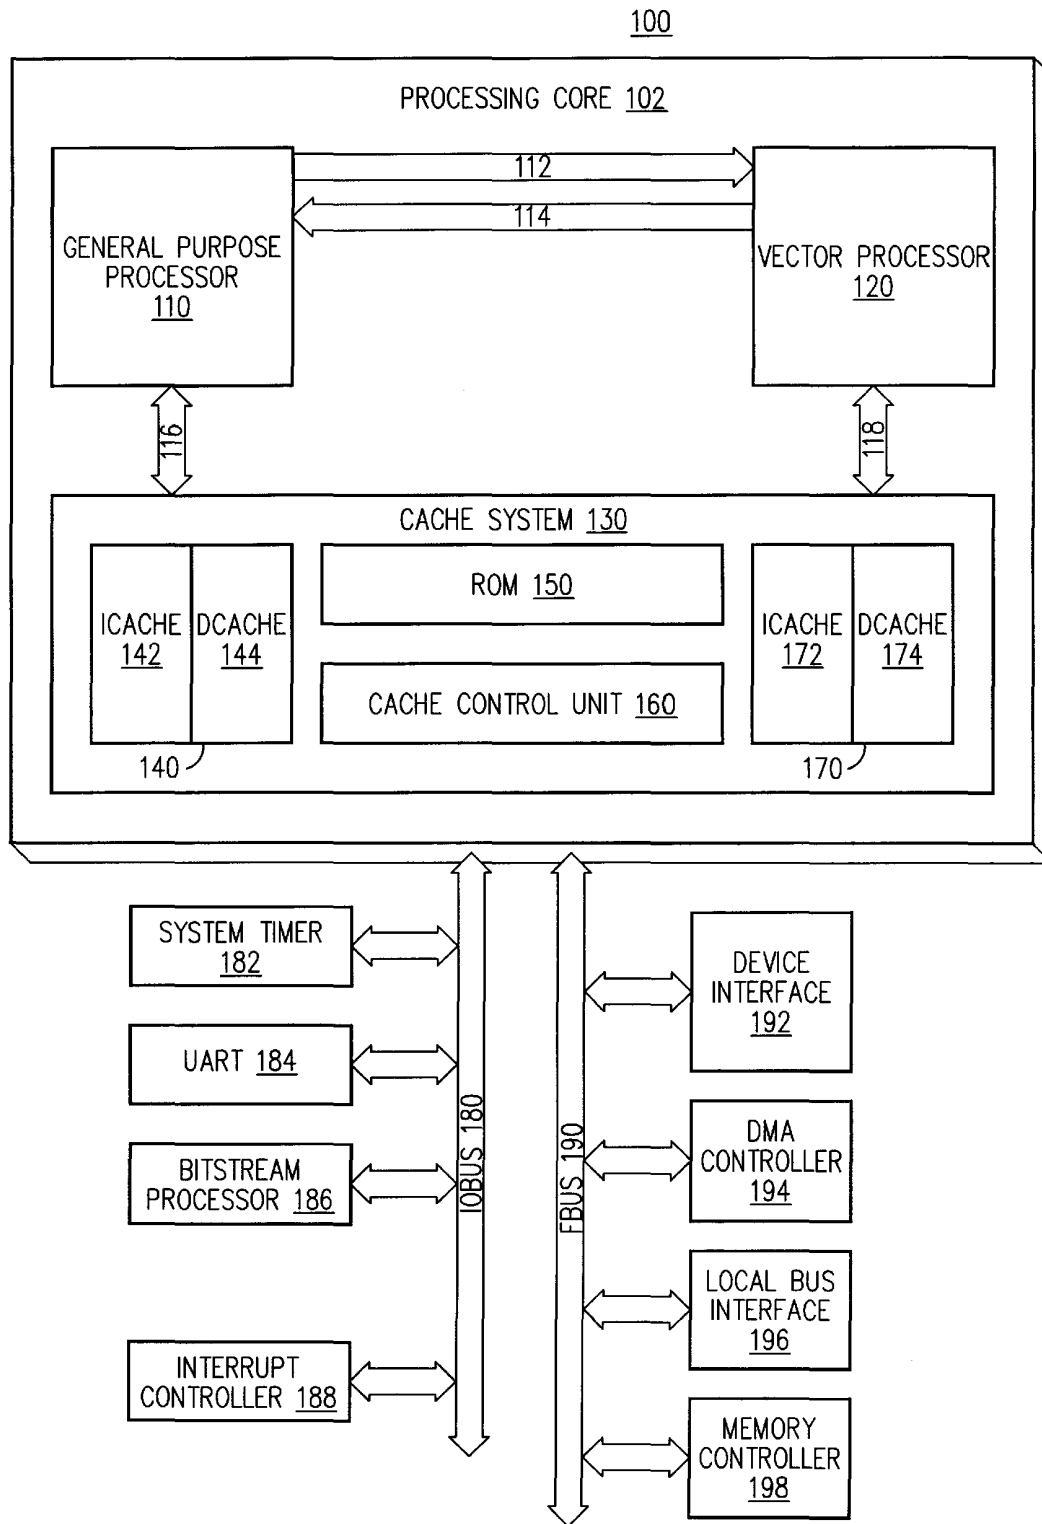 100
PROCESSING CORE 102
112
114
GENERAL PURPOSE
PROCESSOR
110
VECTOR PROCESSOR
120
116
118
CACHE SYSTEM 130
ICACHE
142
DCACHE
144
ROM 150
CACHE CONTROL UNIT 160
ICACHE
172
DCACHE
174
140
170
SYSTEM TIMER
182
UART 184
BITSTREAM
PROCESSOR 186
INTERRUPT
CONTROLLER 188
IOBUS 180
FBUS 190
DEVICE
INTERFACE
192
DMA
CONTROLLER
194
LOCAL BUS
INTERFACE
196
MEMORY
CONTROLLER
198